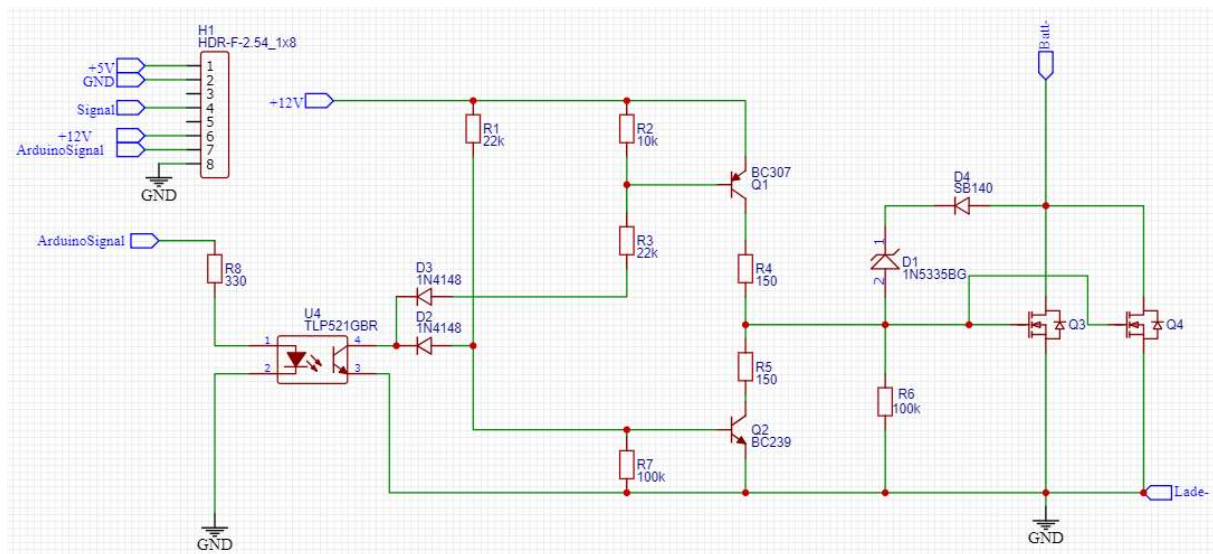 H1
HDR-F-2.54_1x8
+5V
GND
Signal
+12V
ArduinoSignal
1
2
3
4
5
6
7
8
GND
+12V
R1
22k
R2
10k
BC307
Q1
R3
22k
R4
150
Batt-
D4
SB140
1
D1
1N5335BG
2
ArduinoSignal
R8
330
D3
1N4148
D2
1N4148
U4
TLP521GBR
1
2
4
3
R5
150
Q3
Q4
R6
100k
Q2
BC239
R7
100k
Lade-
GND
GND